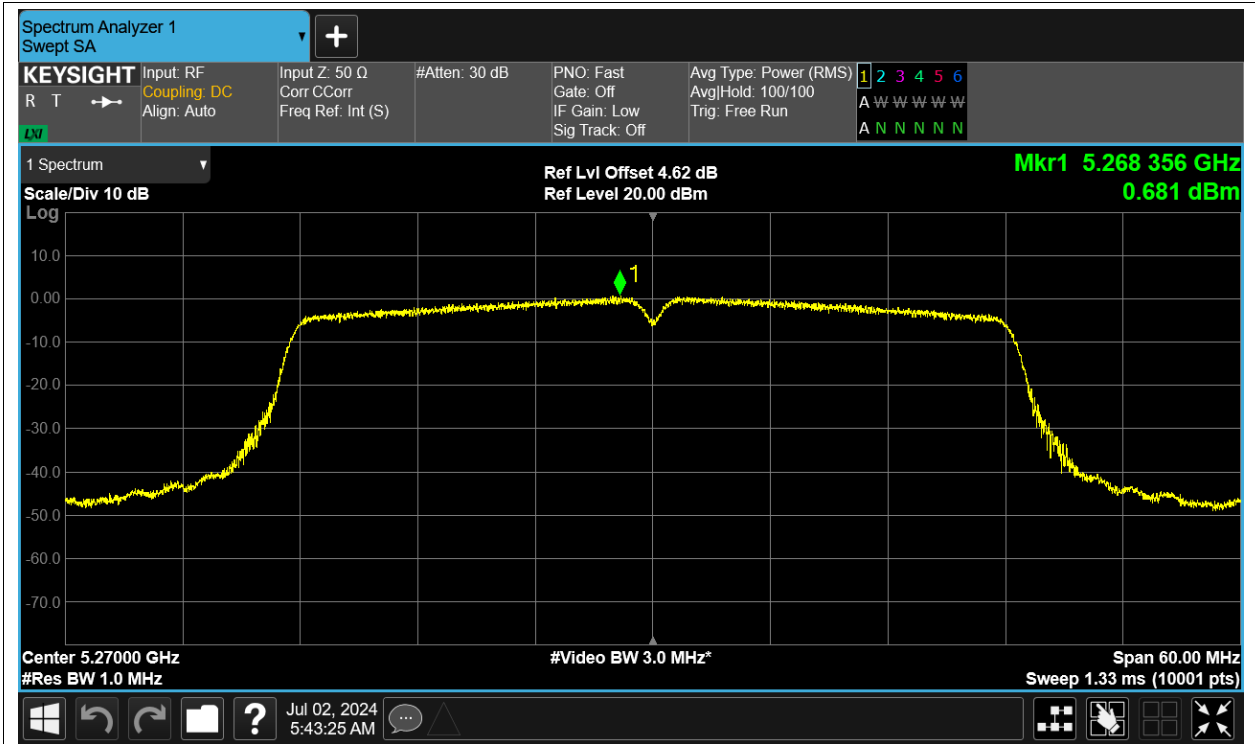 Spectrum Analyzer 1
Swept SA
KEYSIGHT
R T
LXI
Input: RF
Coupling: DC
Align: Auto
Input Z: 50 Ω
Corr CCorr
Freq Ref: Int (S)
#Atten: 30 dB
PNO: Fast
Gate: Off
IF Gain: Low
Sig Track: Off
Avg Type: Power (RMS)
Avg|Hold: 100/100
Trig: Free Run
1 2 3 4 5 6
A W W W W W
A N N N N N
1 Spectrum
Scale/Div 10 dB
Log
Ref Lvl Offset 4.62 dB
Ref Level 20.00 dBm
Mkr1 5.268 356 GHz
0.681 dBm
1
10.0
0.00
-10.0
-20.0
-30.0
-40.0
-50.0
-60.0
-70.0
Center 5.27000 GHz
#Res BW 1.0 MHz
#Video BW 3.0 MHz*
Span 60.00 MHz
Sweep 1.33 ms (10001 pts)
?
Jul 02, 2024
5:43:25 AM